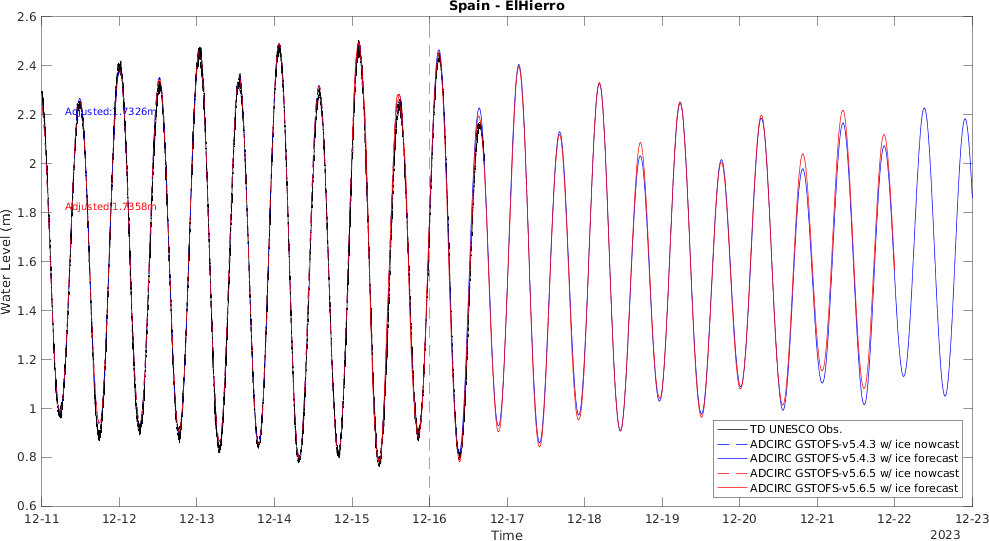 Spain - ElHierro
2.6
2.4
2.2
2
1.8
1.6
1.4
1.2
1
0.8
0.6
Water Level (m)
Adjusted:1.7326m
Adjusted:1.7358m
TD UNESCO Obs.
ADCIRC GSTOFS-v5.4.3 w/ ice nowcast
ADCIRC GSTOFS-v5.4.3 w/ ice forecast
ADCIRC GSTOFS-v5.6.5 w/ ice nowcast
ADCIRC GSTOFS-v5.6.5 w/ ice forecast
12-11 12-12 12-13 12-14 12-15 12-16 12-17 12-18 12-19 12-20 12-21 12-22 12-23
Time
2023